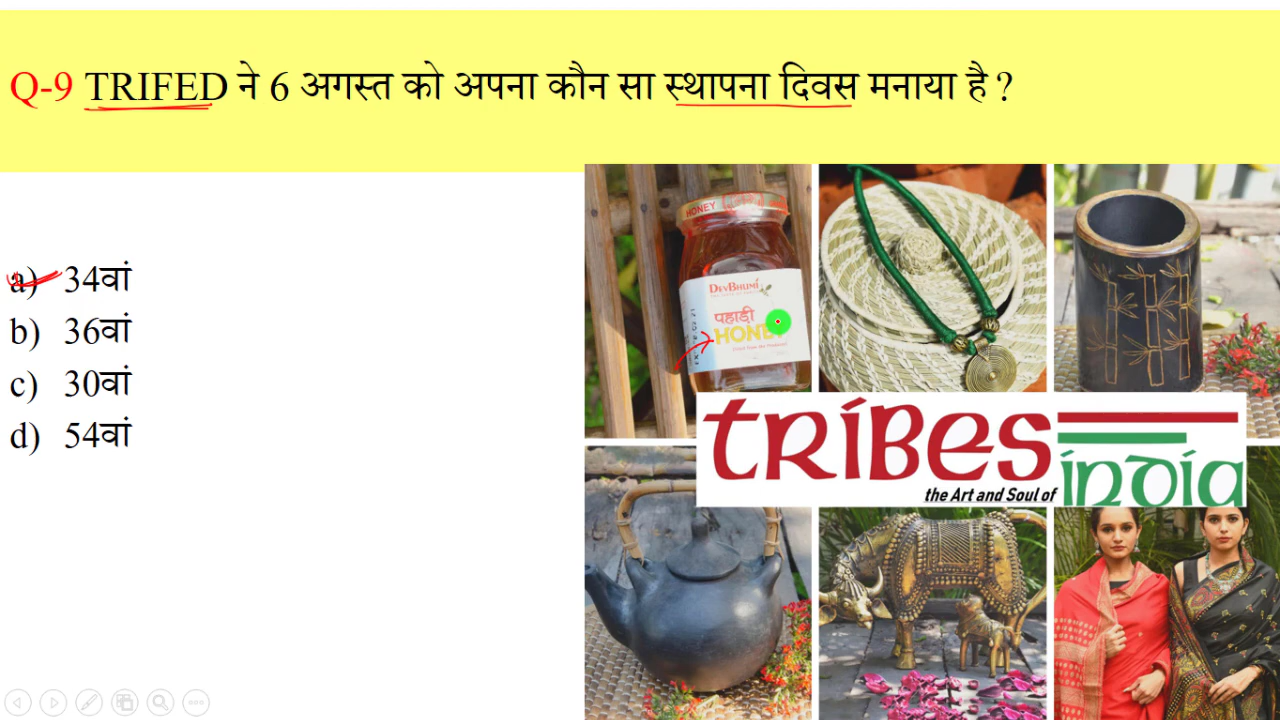 Q-9 TRIFED ने 6 अगस्त को अपना कौन सा स्थापना दिवस मनाया है ?
a) 34वां
b) 36वां
c) 30वां
d) 54वां
HONEY
DEVBHUMI
पहाड़ी
HONEY
TRIBES
the Art and Soul of
india